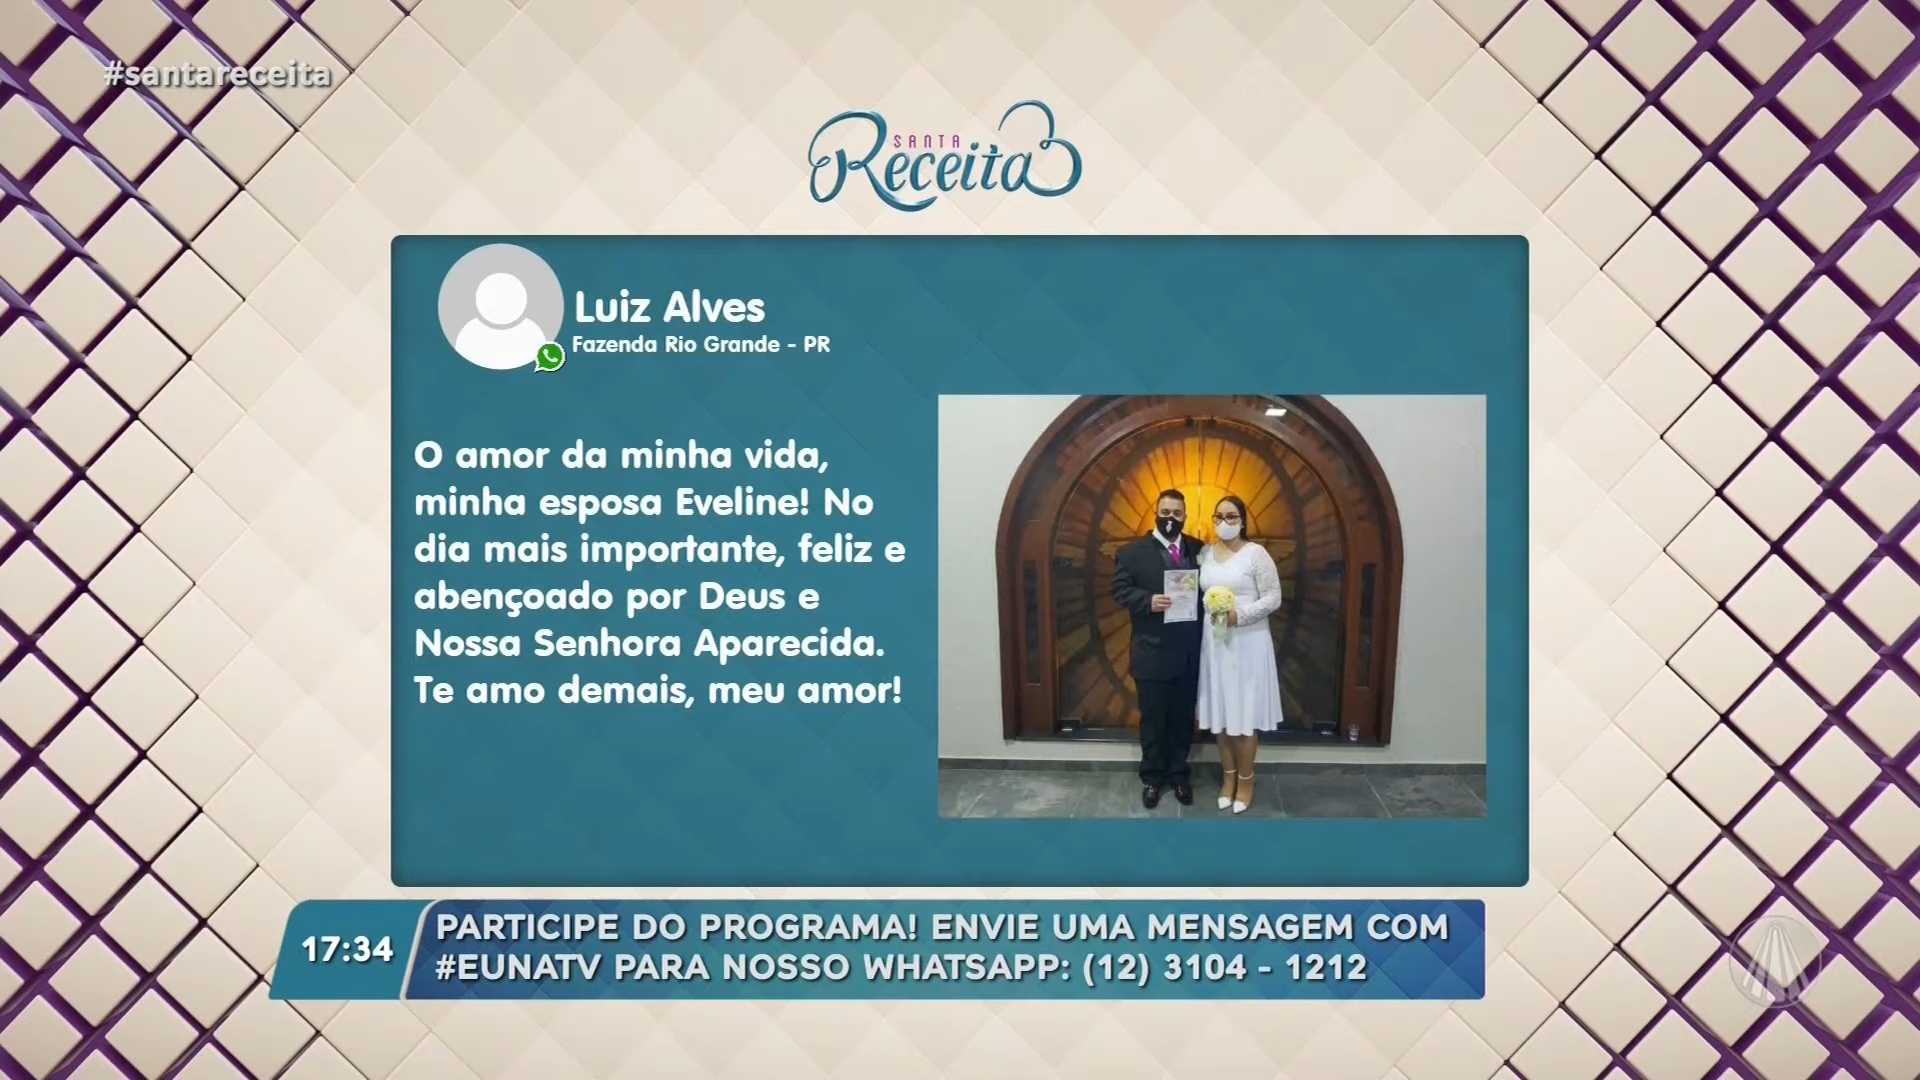 #santareceita
SANTA
Receita
Luiz Alves
Fazenda Rio Grande - PR
O amor da minha vida,
minha esposa Eveline! No
dia mais importante, feliz e
abençoado por Deus e
Nossa Senhora Aparecida.
Te amo demais, meu amor!
17:34
PARTICIPE DO PROGRAMA! ENVIE UMA MENSAGEM COM
#EUNATV PARA NOSSO WHATSAPP: (12) 3104 - 1212